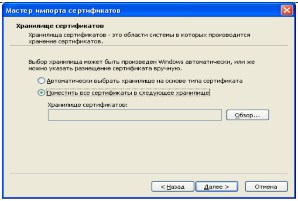 Мастер импорта сертификатов
Хранилище сертификатов
Хранилища сертификатов - это области системы в которых производится
хранение сертификатов.
Выбор хранилища может быть произведен Windows автоматически, или же
можно указать размещение сертификата вручную.
Автоматически выбрать хранилище на основе типа сертификата
Поместить все сертификаты в следующее хранилище
Хранилище сертификатов:
Обзор...
< Назад
Далее >
Отмена